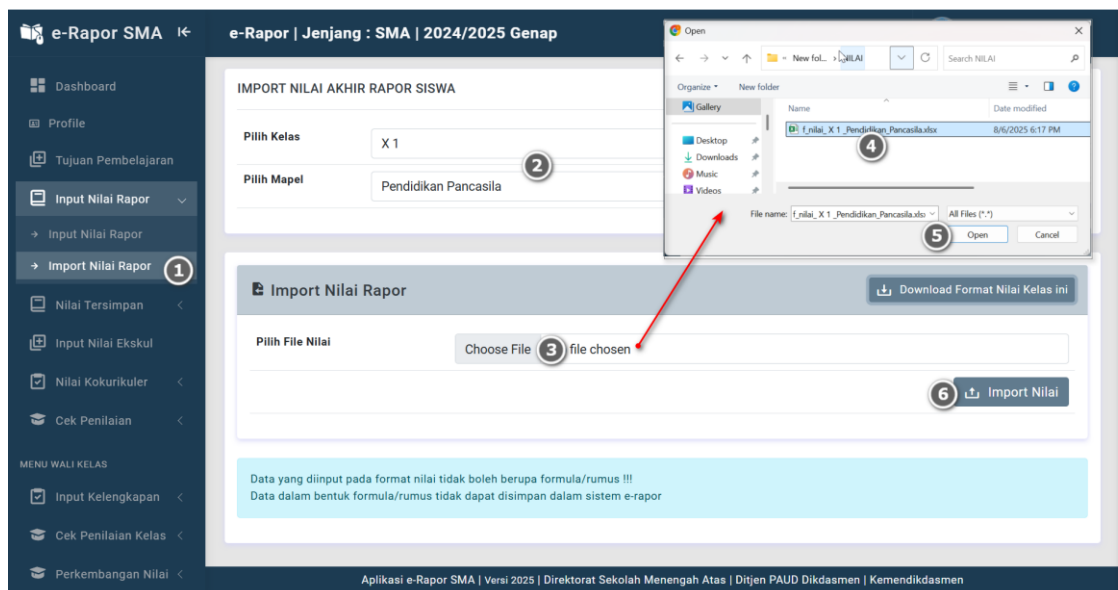 e-Rapor SMA
e-Rapor | Jenjang : SMA | 2024/2025 Genap
Dashboard
Profile
Tujuan Pembelajaran
Input Nilai Rapor
Input Nilai Rapor
Import Nilai Rapor
1
Nilai Tersimpan
Input Nilai Ekskul
Nilai Kokurikuler
Cek Penilaian
MENU WALI KELAS
Input Kelengkapan
Cek Penilaian Kelas
Perkembangan Nilai
IMPORT NILAI AKHIR RAPOR SISWA
Pilih Kelas
X 1
2
Pilih Mapel
Pendidikan Pancasila
Open
New fol... > NILAI
Search NILAI
Organize
New folder
Gallery
Desktop
Downloads
Music
Videos
Name
Date modified
f_nilai_ X 1 _Pendidikan_Pancasila.xlsx
8/6/2025 6:17 PM
4
File name:
f_nilai_ X 1 _Pendidikan_Pancasila.xlsx
All Files (*.*)
5
Open
Cancel
Import Nilai Rapor
Download Format Nilai Kelas ini
Pilih File Nilai
Choose File
3
file chosen
6
Import Nilai
Data yang diinput pada format nilai tidak boleh berupa formula/rumus !!!
Data dalam bentuk formula/rumus tidak dapat disimpan dalam sistem e-rapor
Aplikasi e-Rapor SMA | Versi 2025 | Direktorat Sekolah Menengah Atas | Ditjen PAUD Dikdasmen | Kemendikdasmen